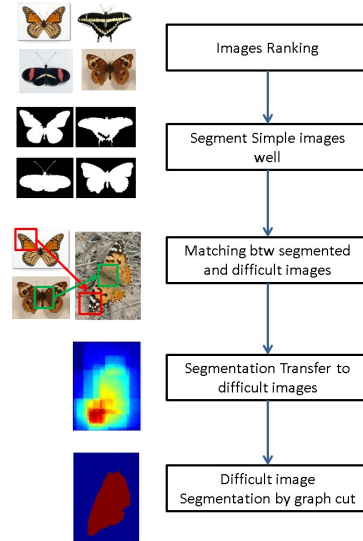 Images Ranking
Segment Simple images
well
Matching btw segmented
and difficult images
Segmentation Transfer to
difficult images
Difficult image
Segmentation by graph cut